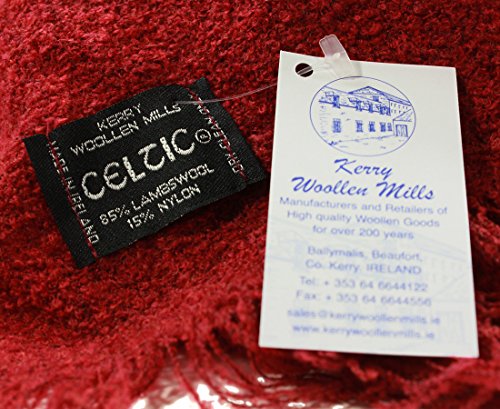 KERRY
WOOLLEN MILLS
CELTIC
85% LAMBSWOOL
15% NYLON
MADE IN IRELAND
DRY CLEAN ONLY
Kerry
Woollen Mills
Manufacturers and Retailers of
High quality Woollen Goods
for over 200 years
Ballymalis, Beaufort,
Co. Kerry. IRELAND
Tel: + 353 64 6644122
Fax: + 353 64 6644556
sales@kerrywoollenmills.ie
www.kerrywoollenmills.ie